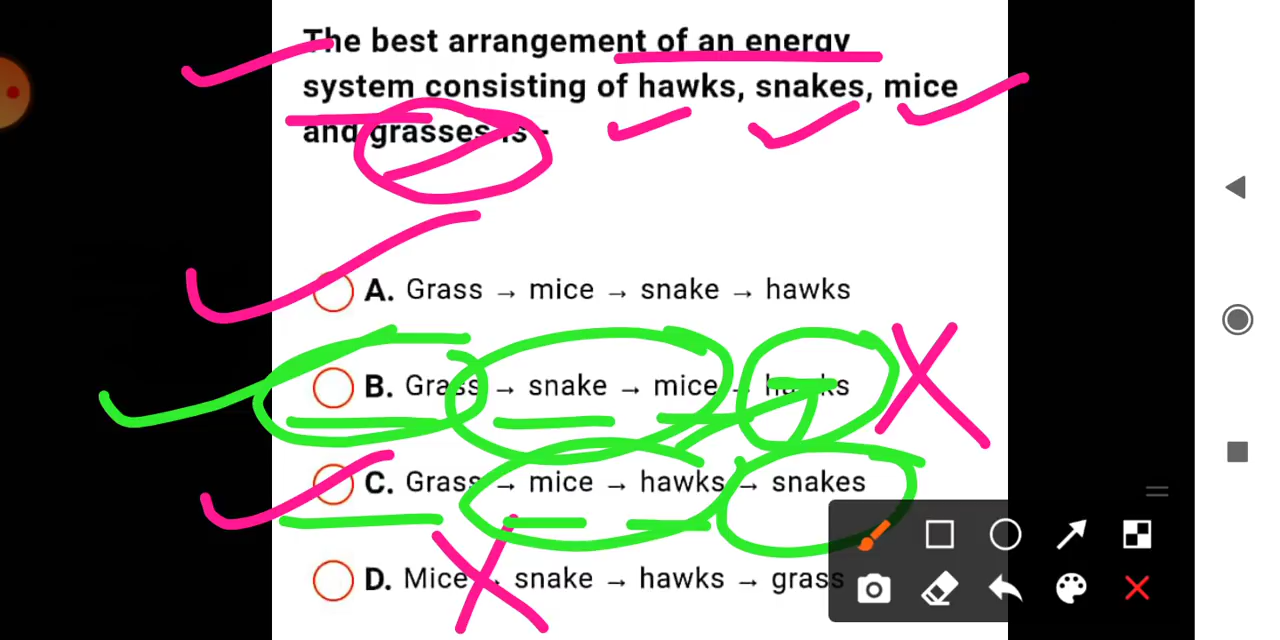 The best arrangement of an energy
system consisting of hawks, snakes, mice
and grasses is -
A. Grass → mice → snake → hawks
B. Grass → snake → mice → hawks
C. Grass → mice → hawks → snakes
D. Mice → snake → hawks → grass